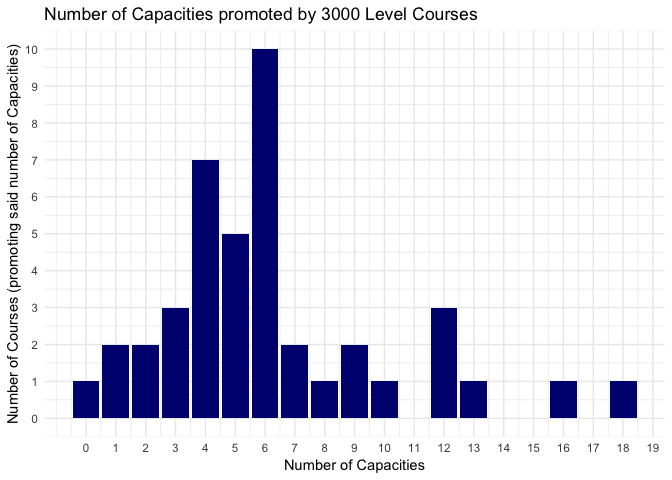 Number of Capacities promoted by 3000 Level Courses
Number of Courses (promoting said number of Capacities)
10
9
8
7
6
5
4
3
2
1
0
0 1 2 3 4 5 6 7 8 9 10 11 12 13 14 15 16 17 18 19
Number of Capacities